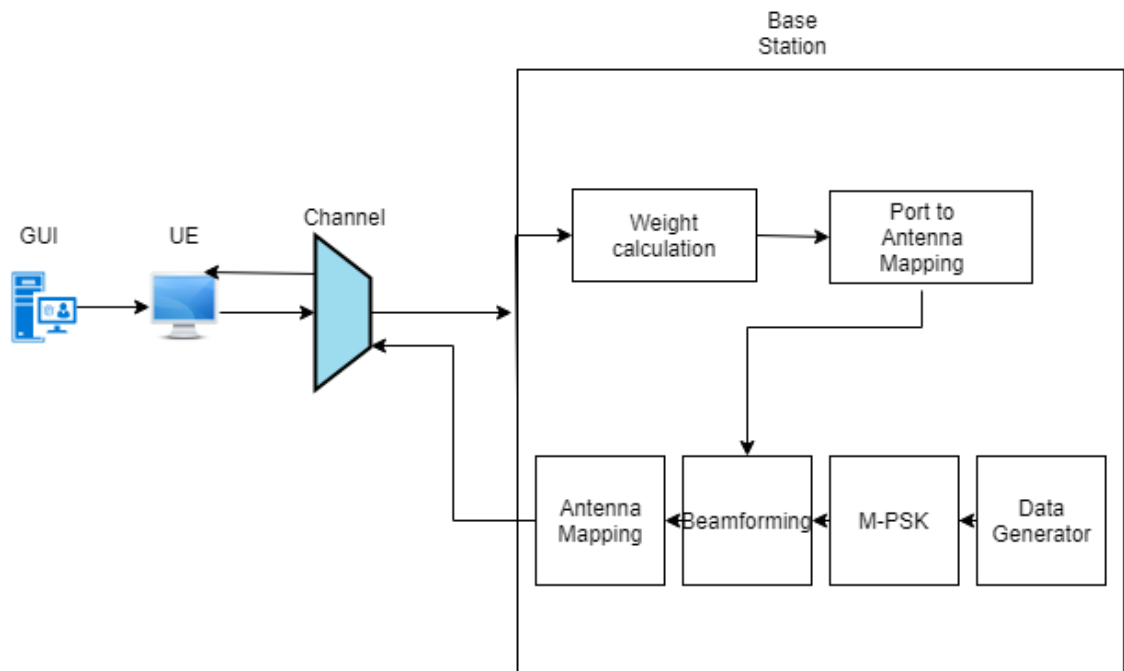 Base
Station
GUI
UE
Channel
Weight
calculation
Port to
Antenna
Mapping
Antenna
Mapping
Beamforming
M-PSK
Data
Generator